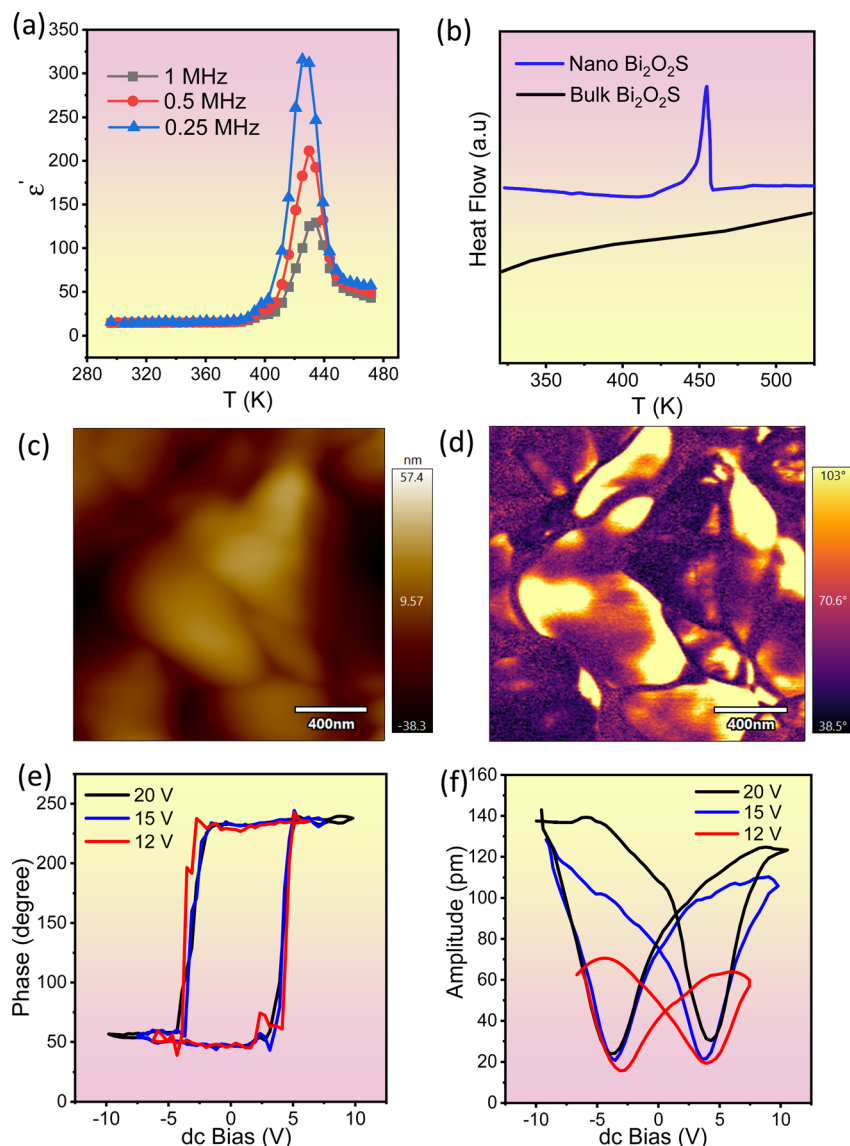 (a)
350
300
250
200
150
100
50
0
ε'
1 MHz
0.5 MHz
0.25 MHz
280 320 360 400 440 480
T (K)
(b)
Heat Flow (a.u)
Nano Bi₂O₂S
Bulk Bi₂O₂S
350 400 450 500
T (K)
(c)
nm
57.4
9.57
-38.3
400nm
(d)
103°
70.6°
38.5°
400nm
(e)
250
200
150
100
50
0
Phase (degree)
20 V
15 V
12 V
-10 -5 0 5 10
dc Bias (V)
(f)
160
140
120
100
80
60
40
20
0
Amplitude (pm)
20 V
15 V
12 V
-10 -5 0 5 10
dc Bias (V)